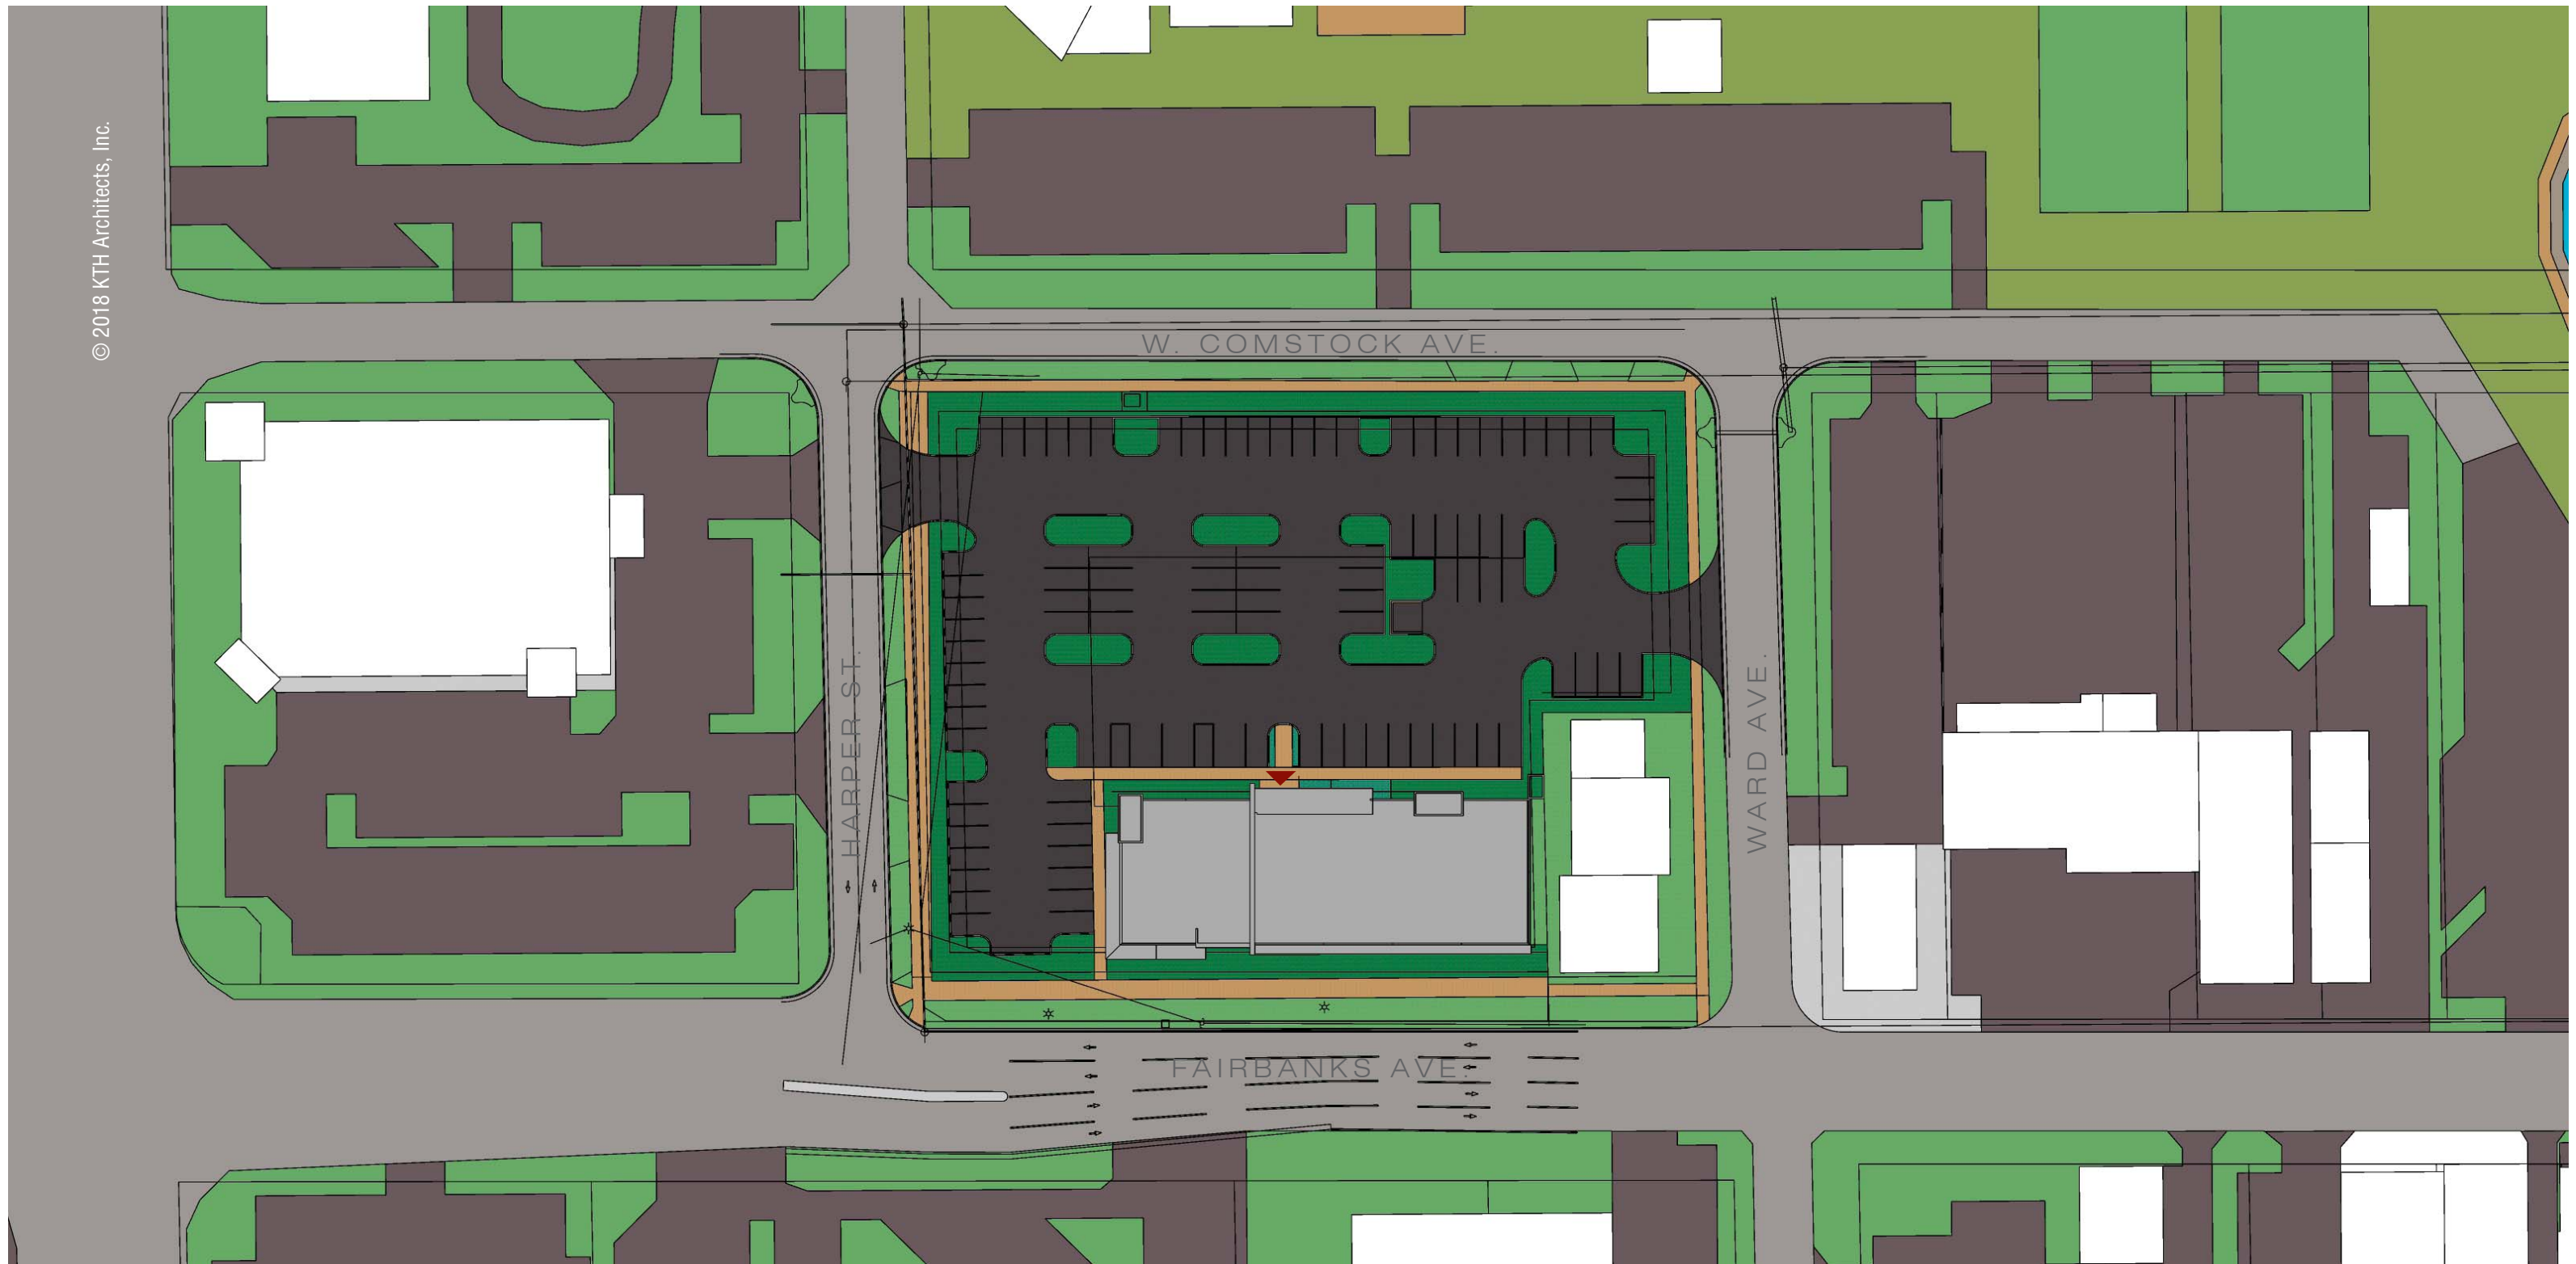 © 2018 KTH Architects, Inc.
W. COMSTOCK AVE.
HARPER ST.
WARD AVE.
FAIRBANKS AVE.